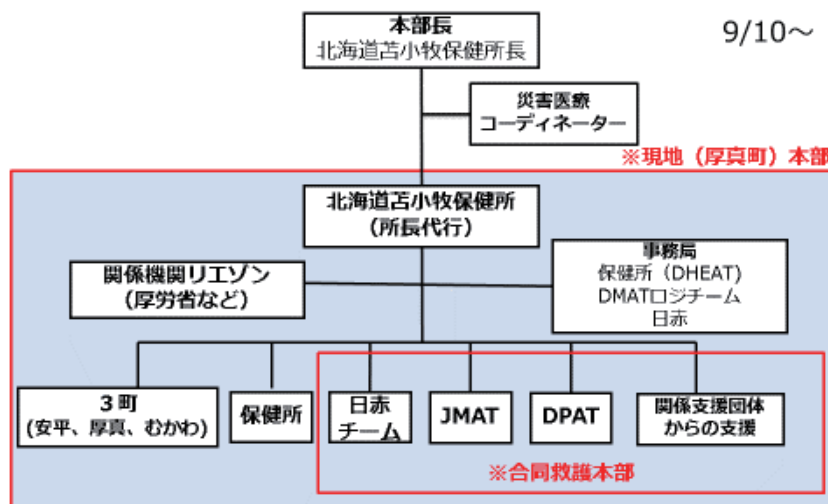 本部長
北海道苫小牧保健所長
9/10～
災害医療
コーディネーター
※現地（厚真町）本部
北海道苫小牧保健所
（所長代行）
関係機関リエゾン
（厚労省など）
事務局
保健所（DHEAT)
DMATロジチーム
日赤
３町
(安平、厚真、むかわ)
保健所
日赤
チーム
JMAT
DPAT
関係支援団体
からの支援
※合同救護本部